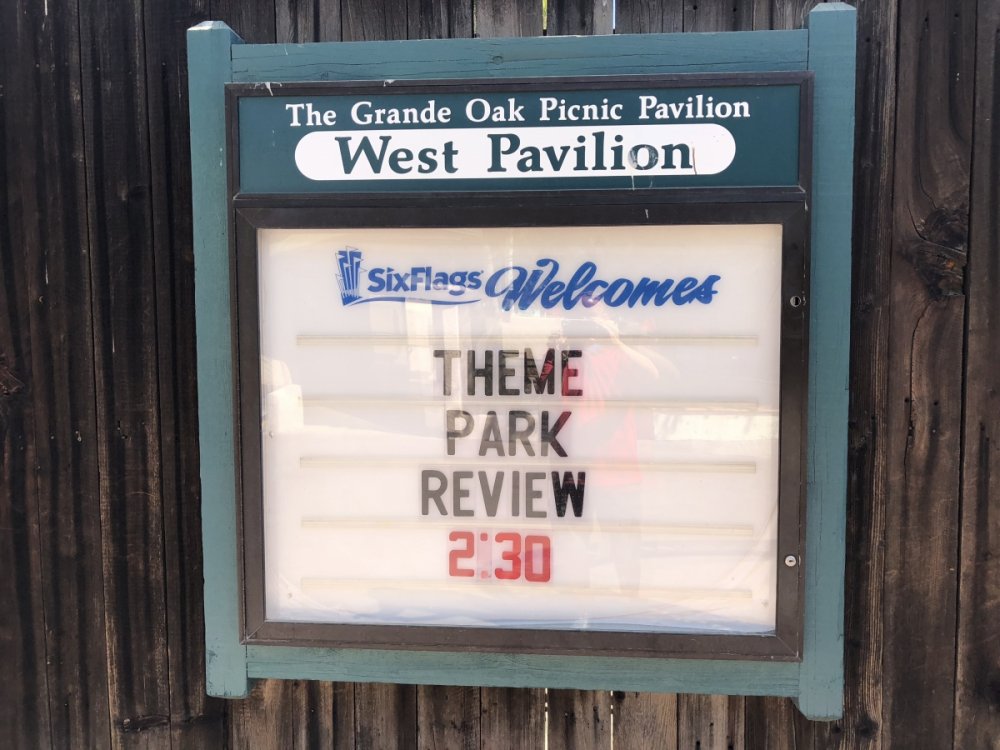 The Grande Oak Picnic Pavilion
West Pavilion
SixFlags Welcomes
THEME
PARK
REVIEW
2:30